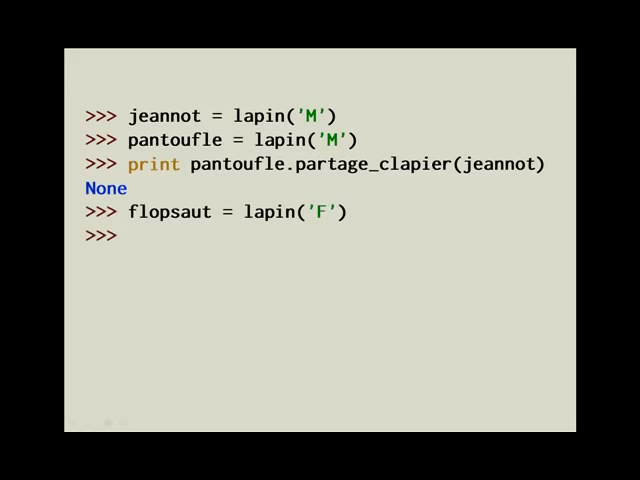 >>> jeannot = lapin('M')
>>> pantoufle = lapin('M')
>>> print pantoufle.partage_clapier(jeannot)
None
>>> flopsaut = lapin('F')
>>>